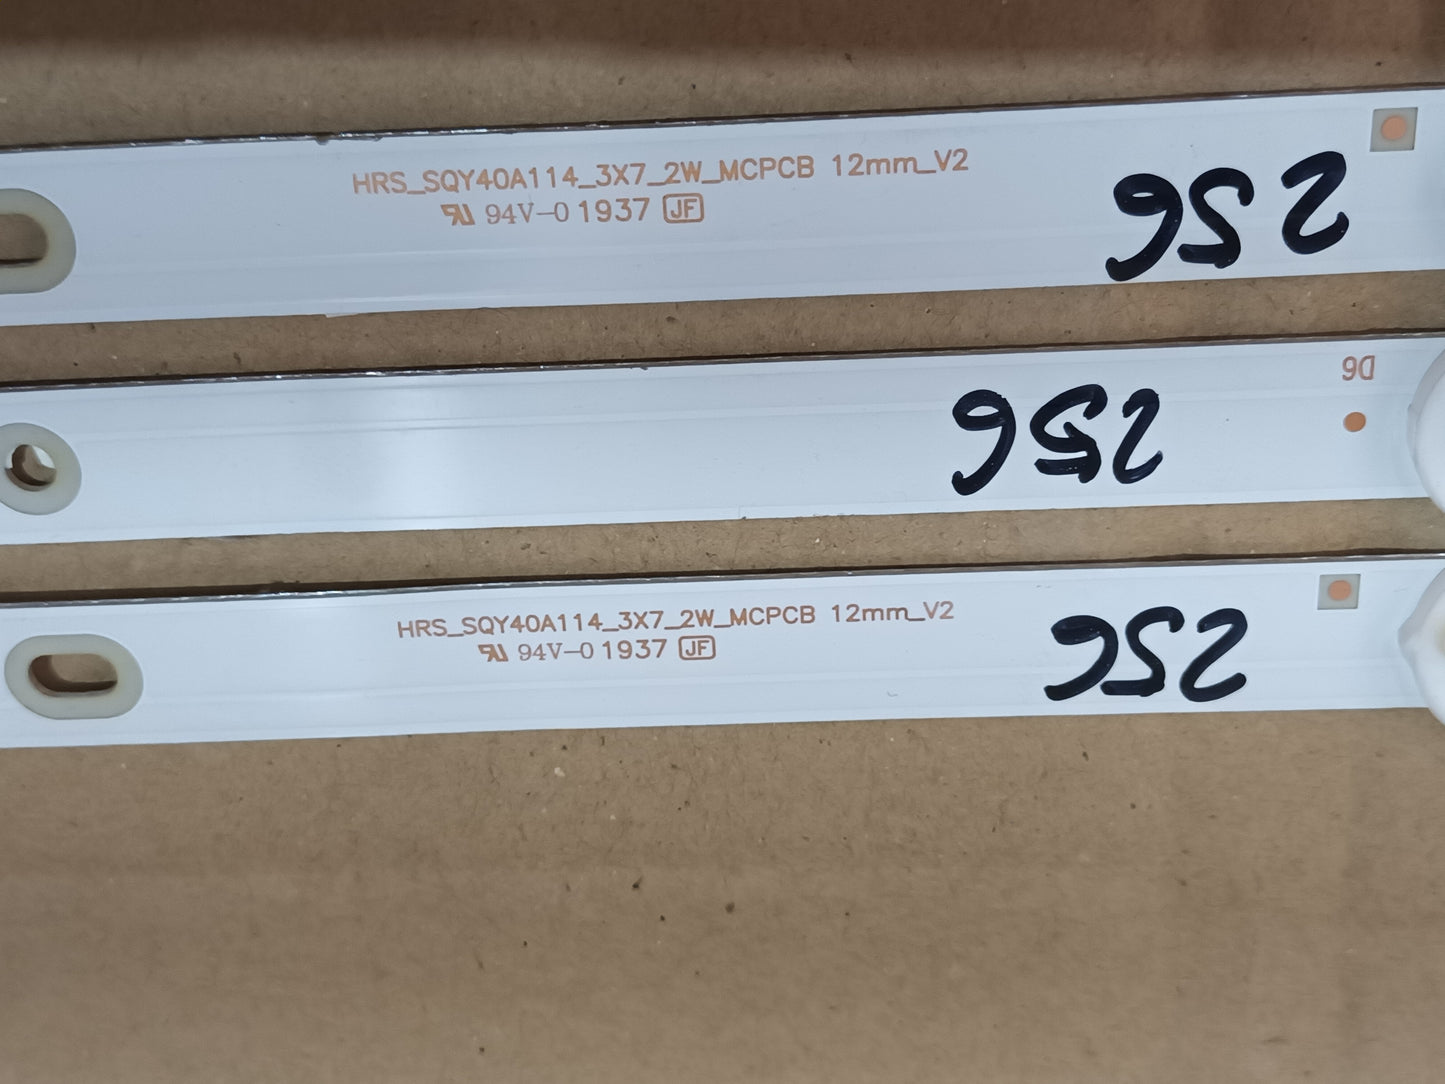 HRS_SQY40A114_3X7_2W_MCPCB 12mm_V2
94V-0 1937 JF
256
D6
256
HRS_SQY40A114_3X7_2W_MCPCB 12mm_V2
94V-0 1937 JF
256